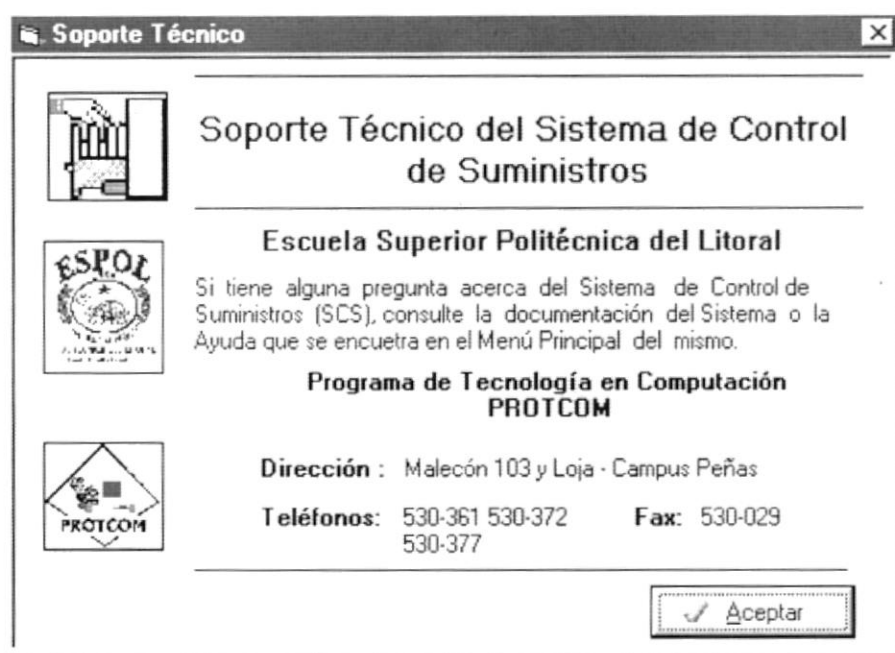 Soporte Técnico
Soporte Técnico del Sistema de Control
de Suministros
Escuela Superior Politécnica del Litoral
ESPOL
Si tiene alguna pregunta acerca del Sistema de Control de
Suministros (SCS), consulte la documentación del Sistema o la
Ayuda que se encuetra en el Menú Principal del mismo.
Programa de Tecnología en Computación
PROTCOM
PROTCOM
Dirección : Malecón 103 y Loja - Campus Peñas
Teléfonos: 530-361 530-372 Fax: 530-029
530-377
Aceptar